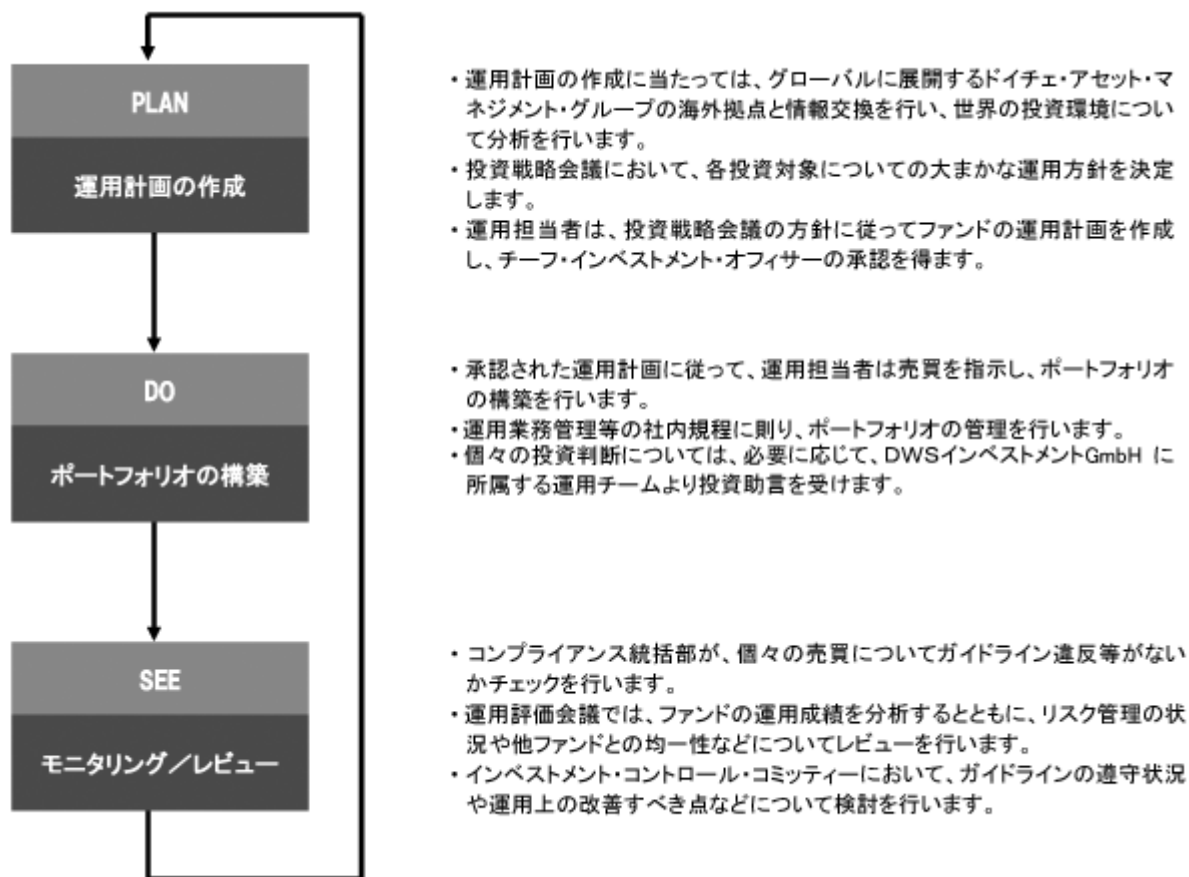 PLAN
運用計画の作成
・運用計画の作成に当たっては、グローバルに展開するドイチェ・アセット・マ
ネジメント・グループの海外拠点と情報交換を行い、世界の投資環境につい
て分析を行います。
・投資戦略会議において、各投資対象についての大まかな運用方針を決定
します。
・運用担当者は、投資戦略会議の方針に従ってファンドの運用計画を作成
し、チーフ・インベストメント・オフィサーの承認を得ます。
DO
ポートフォリオの構築
・承認された運用計画に従って、運用担当者は売買を指示し、ポートフォリオ
の構築を行います。
・運用業務管理等の社内規程に則り、ポートフォリオの管理を行います。
・個々の投資判断については、必要に応じて、DWSインベストメントGmbH に
所属する運用チームより投資助言を受けます。
SEE
モニタリング／レビュー
・コンプライアンス統括部が、個々の売買についてガイドライン違反等がない
かチェックを行います。
・運用評価会議では、ファンドの運用成績を分析するとともに、リスク管理の状
況や他ファンドとの均一性などについてレビューを行います。
・インベストメント・コントロール・コミッティーにおいて、ガイドラインの遵守状況
や運用上の改善すべき点などについて検討を行います。